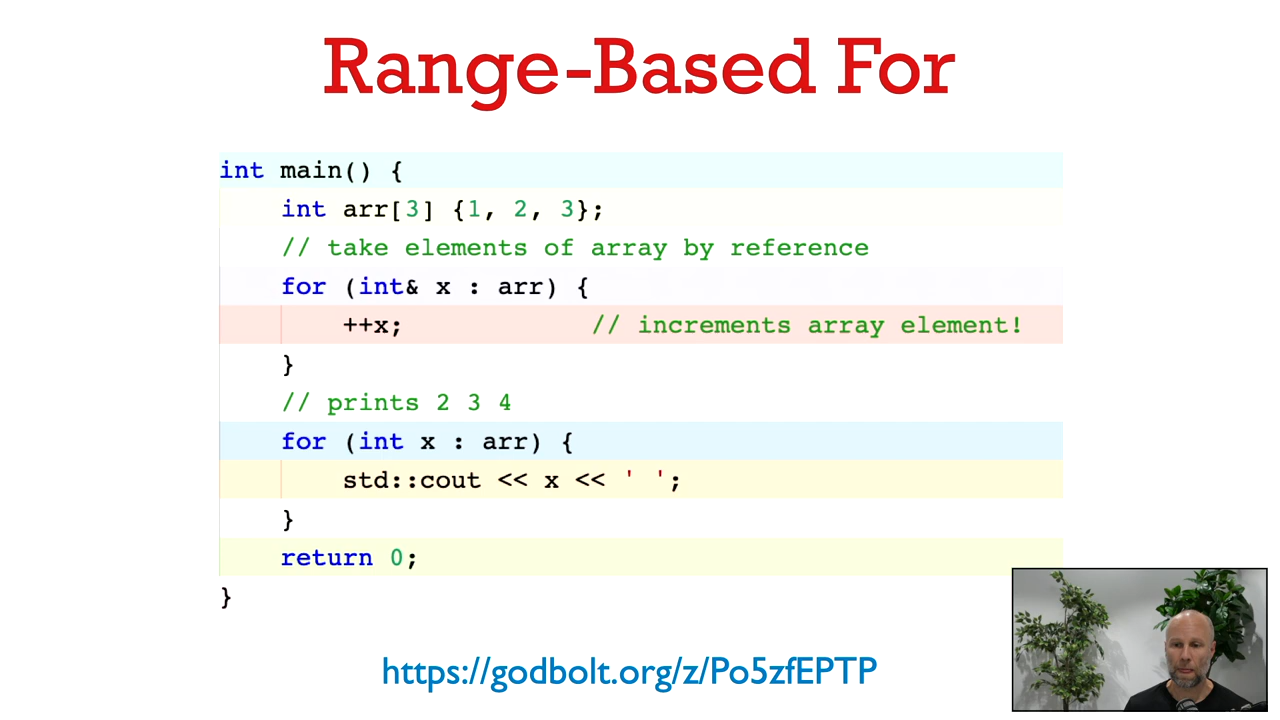 Range-Based For
int main() {
    int arr[3] {1, 2, 3};
    // take elements of array by reference
    for (int& x : arr) {
        ++x;            // increments array element!
    }
    // prints 2 3 4
    for (int x : arr) {
        std::cout << x << ' ';
    }
    return 0;
}
https://godbolt.org/z/Po5zfEPTP